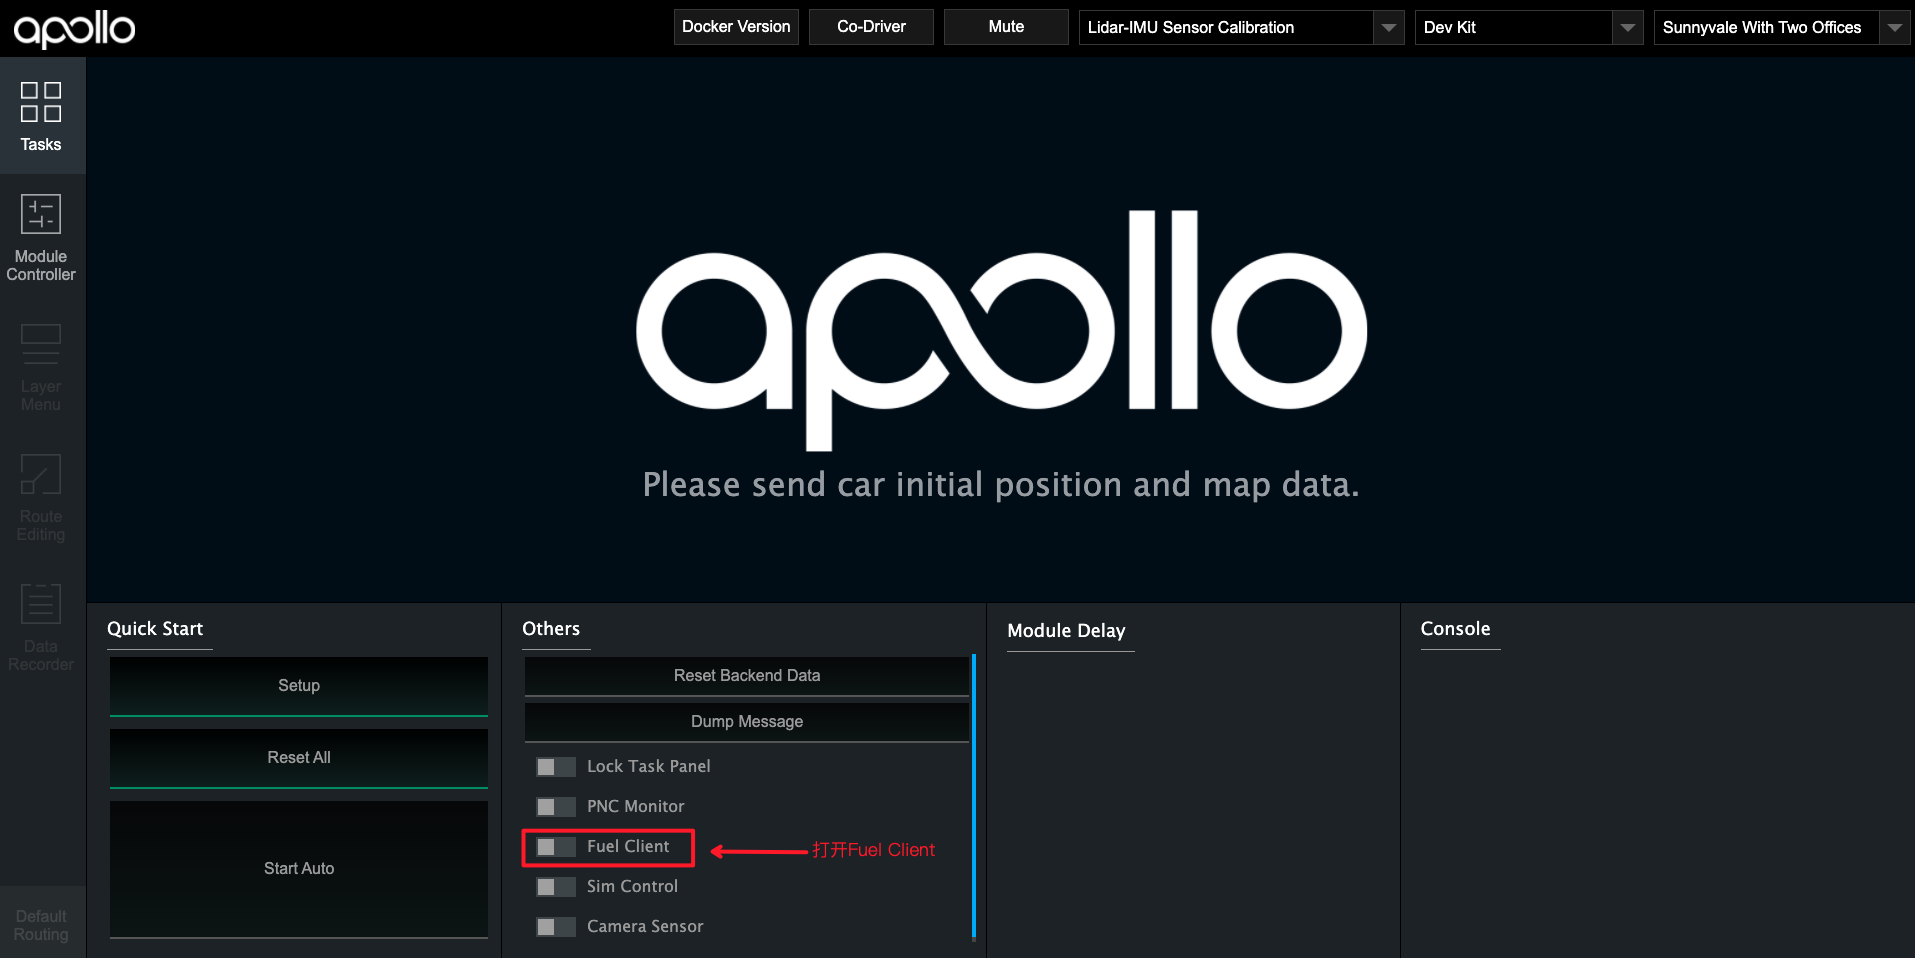 apollo
Docker Version
Co-Driver
Mute
Lidar-IMU Sensor Calibration
Dev Kit
Sunnyvale With Two Offices
Tasks
Module
Controller
Layer
Menu
Route
Editing
Data
Recorder
Default
Routing
apollo
Please send car initial position and map data.
Quick Start
Setup
Reset All
Start Auto
Others
Reset Backend Data
Dump Message
Lock Task Panel
PNC Monitor
Fuel Client
打开Fuel Client
Sim Control
Camera Sensor
Module Delay
Console